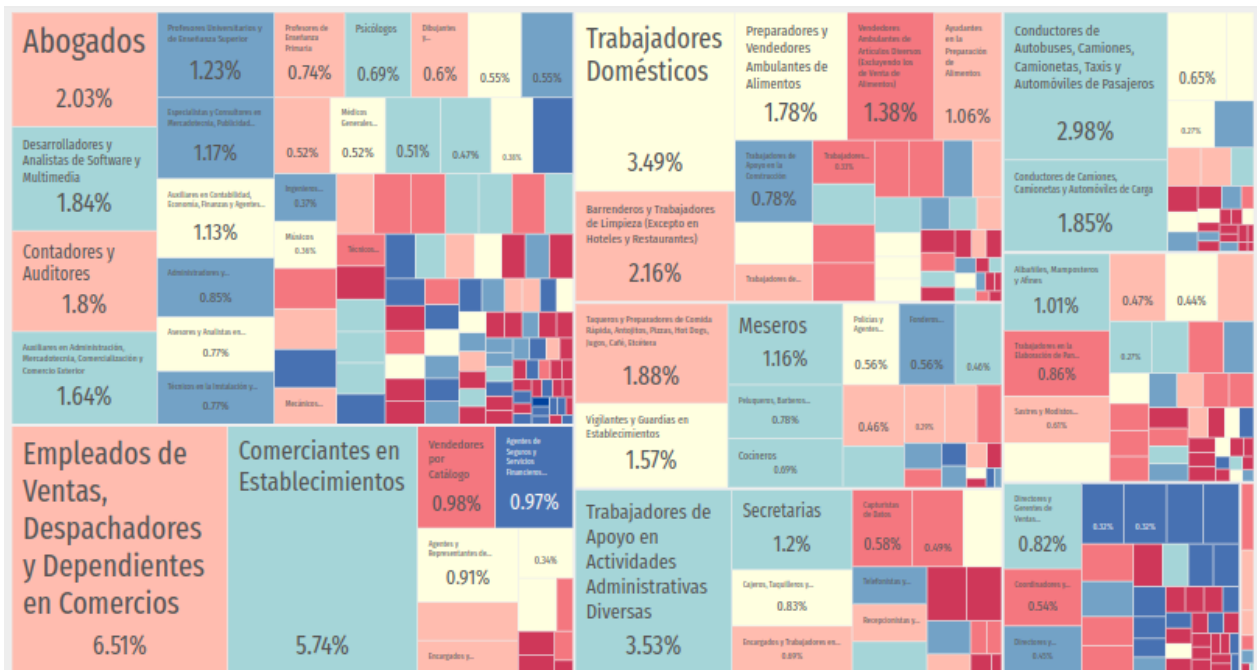 Abogados
2.03%
Desarrolladores y
Analistas de Software y
Multimedia
1.84%
Contadores y
Auditores
1.8%
Auxiliares en Administración,
Mercadotecnia, Comercialización y
Comercio Exterior
1.64%
Profesores Universitarios y
de Enseñanza Superior
1.23%
Especialistas y Consultores en
Mercadotecnia, Publicidad...
1.17%
Auxiliares en Contabilidad,
Economía, Finanzas y Agentes...
1.13%
Administradores y...
0.85%
Asesores y Analistas en...
0.77%
Técnicos en la Instalación y...
0.77%
Profesores de
Enseñanza
Primaria
0.74%
Psicólogos
0.69%
Dibujantes
y...
0.6%
0.55%
0.55%
0.52%
Médicos
Generales...
0.52%
0.51%
0.47%
0.38%
Ingenieros...
0.37%
Músicos
0.36%
Técnicos...
Mecánicos...
Empleados de
Ventas,
Despachadores
y Dependientes
en Comercios
6.51%
Comerciantes en
Establecimientos
5.74%
Vendedores
por
Catálogo
0.98%
Agentes de
Seguros y
Servicios
Financieros...
0.97%
Agentes y
Representantes de...
0.91%
0.34%
Encargados y...
Trabajadores
Domésticos
3.49%
Barrenderos y Trabajadores
de Limpieza (Excepto en
Hoteles y Restaurantes)
2.16%
Preparadores y
Vendedores
Ambulantes de
Alimentos
1.78%
Vendedores
Ambulantes de
Artículos Diversos
(Excluyendo los
de Venta de
Alimentos)
1.38%
Ayudantes
en la
Preparación
de
Alimentos
1.06%
Trabajadores de
Apoyo en la
Construcción
0.78%
Trabajadores...
0.53%
Trabajadores de...
Taqueros y Preparadores de Comida
Rápida, Antojitos, Pizzas, Hot Dogs,
Jugos, Café, Etcétera
1.88%
Vigilantes y Guardias en
Establecimientos
1.57%
Meseros
1.16%
Peluqueros, Barberos...
0.78%
Cocineros
0.69%
Policías y
Agentes...
0.56%
0.56%
0.46%
0.46%
0.29%
Trabajadores de
Apoyo en
Actividades
Administrativas
Diversas
3.53%
Secretarias
1.2%
Cajeros, Taquilleros y...
0.83%
Encargados y Trabajadores en...
0.69%
Capturistas
de Datos
0.58%
0.49%
Telefonistas y...
Recepcionistas y...
Conductores de
Autobuses, Camiones,
Camionetas, Taxis y
Automóviles de Pasajeros
2.98%
Conductores de Camiones,
Camionetas y Automóviles de Carga
1.85%
0.65%
0.27%
Albañiles, Mamposteros
y Afines
1.01%
Trabajadores en la
Elaboración de Pan...
0.86%
Sastres y Modistos...
0.61%
0.47%
0.44%
0.27%
Directores y
Gerentes de
Ventas...
0.82%
Coordinadores y...
0.54%
Directores y...
0.45%
0.32%
0.32%